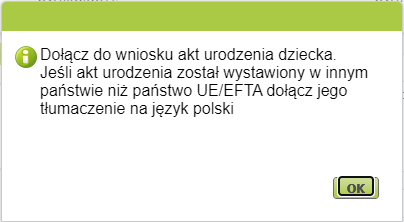 Dołącz do wniosku akt urodzenia dziecka.
Jeśli akt urodzenia został wystawiony w innym
państwie niż państwo UE/EFTA dołącz jego
tłumaczenie na język polski
OK